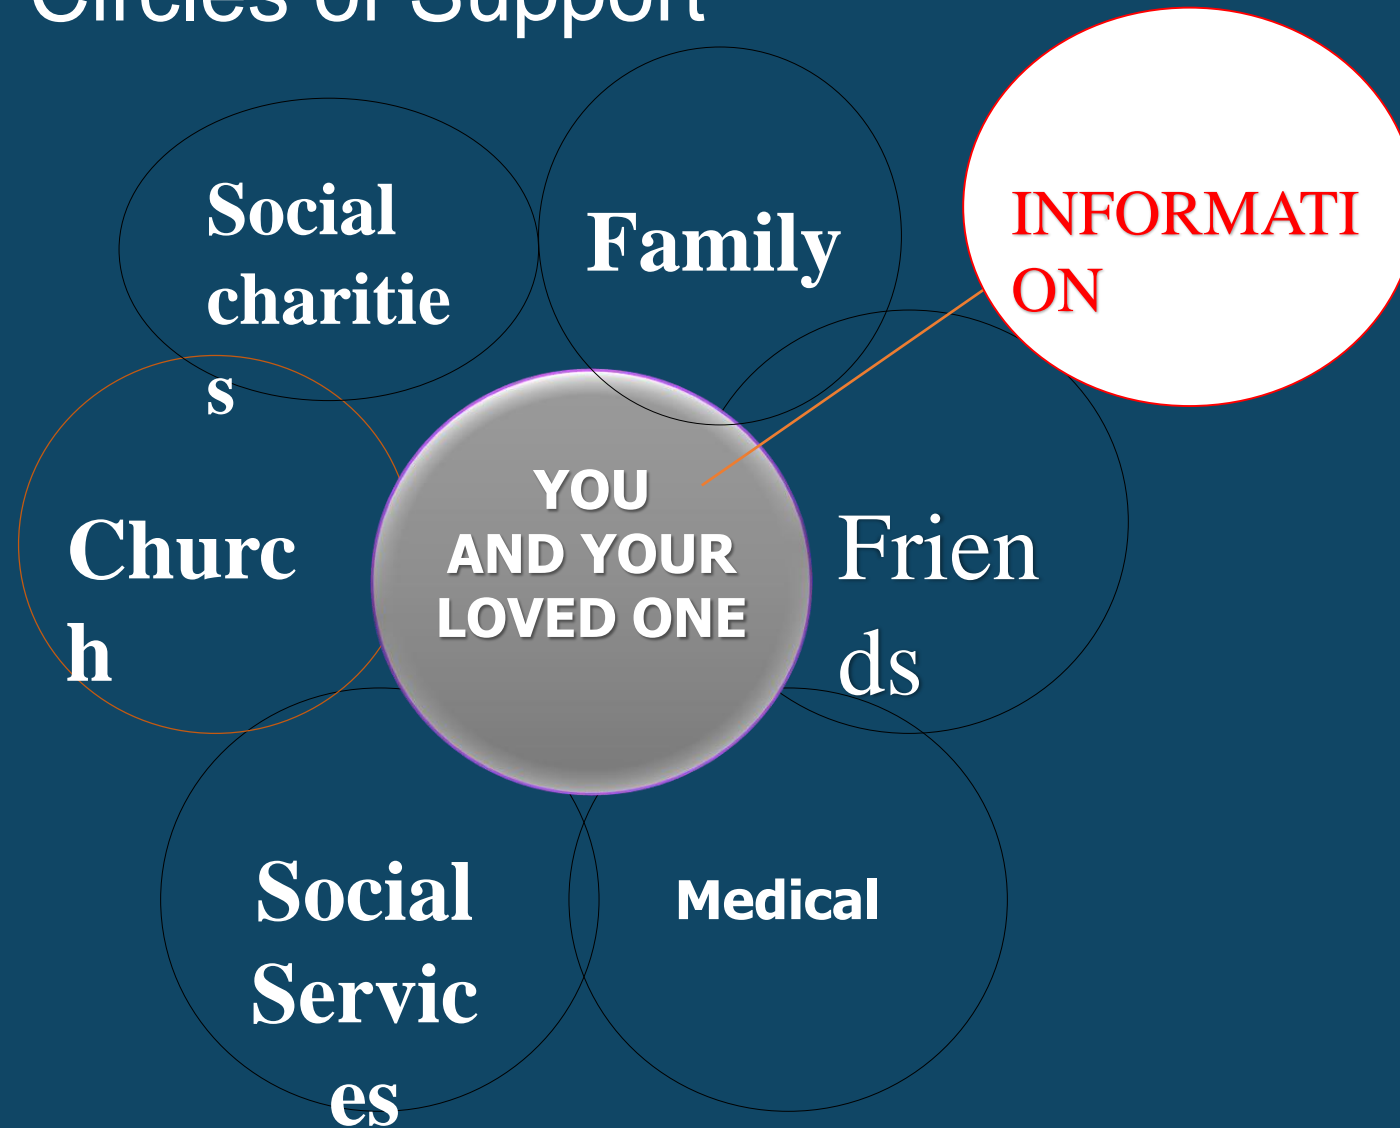 Circles of Support
Social
charitie
s
Family
INFORMATI
ON
Churc
h
YOU
AND YOUR
LOVED ONE
Frien
ds
Social
Servic
es
Medical